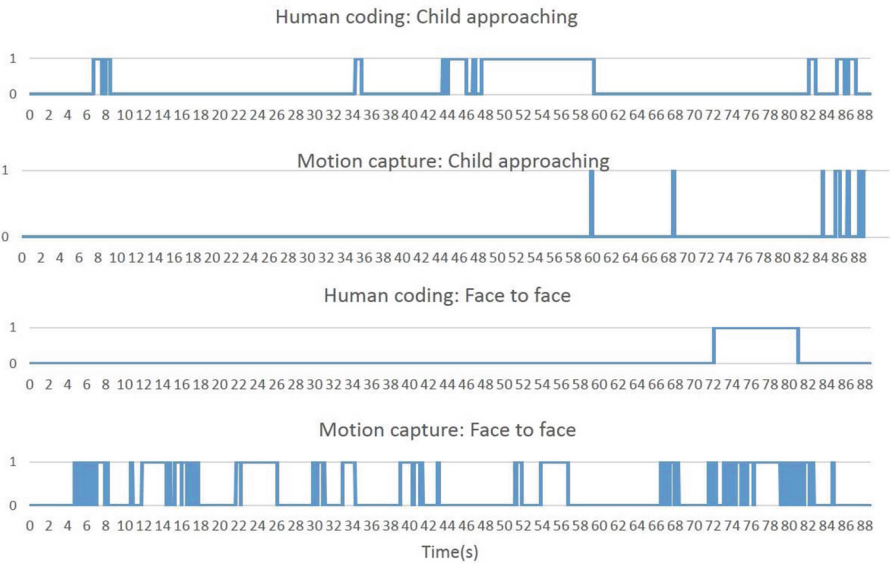 Human coding: Child approaching
1
0
0 2 4 6 8 10 12 14 16 18 20 22 24 26 28 30 32 34 36 38 40 42 44 46 48 50 52 54 56 58 60 62 64 66 68 70 72 74 76 78 80 82 84 86 88
Motion capture: Child approaching
1
0
0 2 4 6 8 10 12 14 16 18 20 22 24 26 28 30 32 34 36 38 40 42 44 46 48 50 52 54 56 58 60 62 64 66 68 70 72 74 76 78 80 82 84 86 88
Human coding: Face to face
1
0
0 2 4 6 8 10 12 14 16 18 20 22 24 26 28 30 32 34 36 38 40 42 44 46 48 50 52 54 56 58 60 62 64 66 68 70 72 74 76 78 80 82 84 86 88
Motion capture: Face to face
1
0
0 2 4 6 8 10 12 14 16 18 20 22 24 26 28 30 32 34 36 38 40 42 44 46 48 50 52 54 56 58 60 62 64 66 68 70 72 74 76 78 80 82 84 86 88
Time(s)